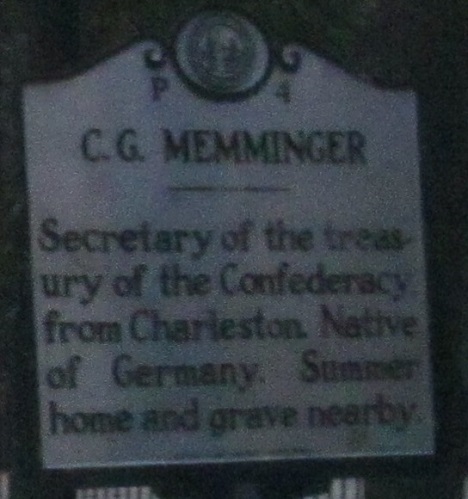 P 4
C. G. MEMMINGER
Secretary of the treas-
ury of the Confederacy
from Charleston. Native
of Germany. Summer
home and grave nearby.